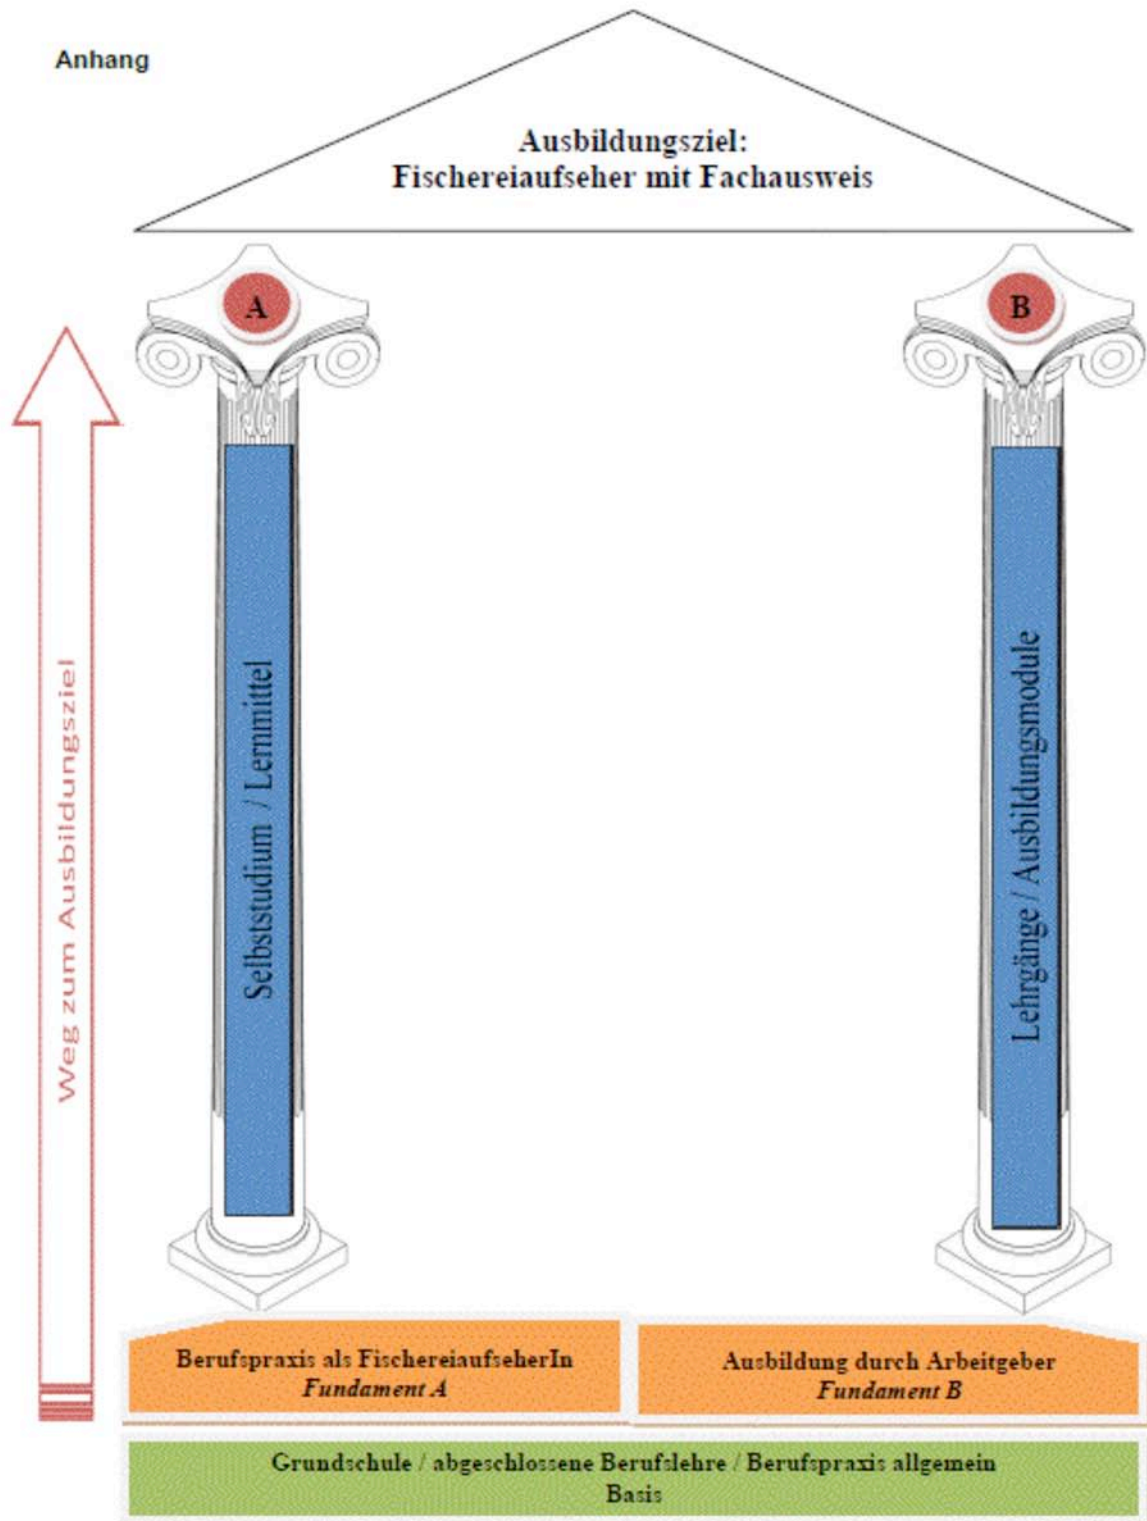 Anhang
Ausbildungsziel:
Fischereiaufseher mit Fachausweis
A
B
Weg zum Ausbildungsziel
Selbststudium / Lernmittel
Lehrgänge / Ausbildungsmodule
Berufspraxis als FischereiaufseherIn
Fundament A
Ausbildung durch Arbeitgeber
Fundament B
Grundschule / abgeschlossene Berufslehre / Berufspraxis allgemein
Basis